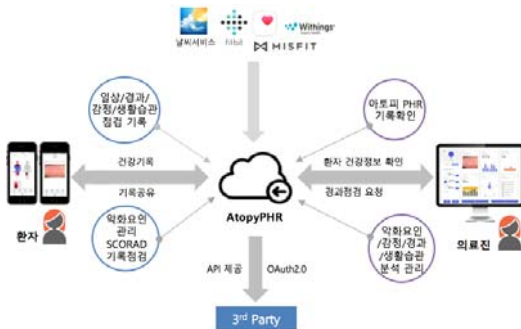 날씨서비스
fitbit
Withings
MISFIT
일상/경과/
감정/생활습관
점검 기록
아토피 PHR
기록확인
건강기록
기록공유
환자 건강정보 확인
경과점검 요청
AtopyPHR
환자
의료진
악화요인
관리
SCORAD
기록점검
악화요인
/감정/경과
/생활습관
분석 관리
API 제공
OAuth2.0
3rd Party